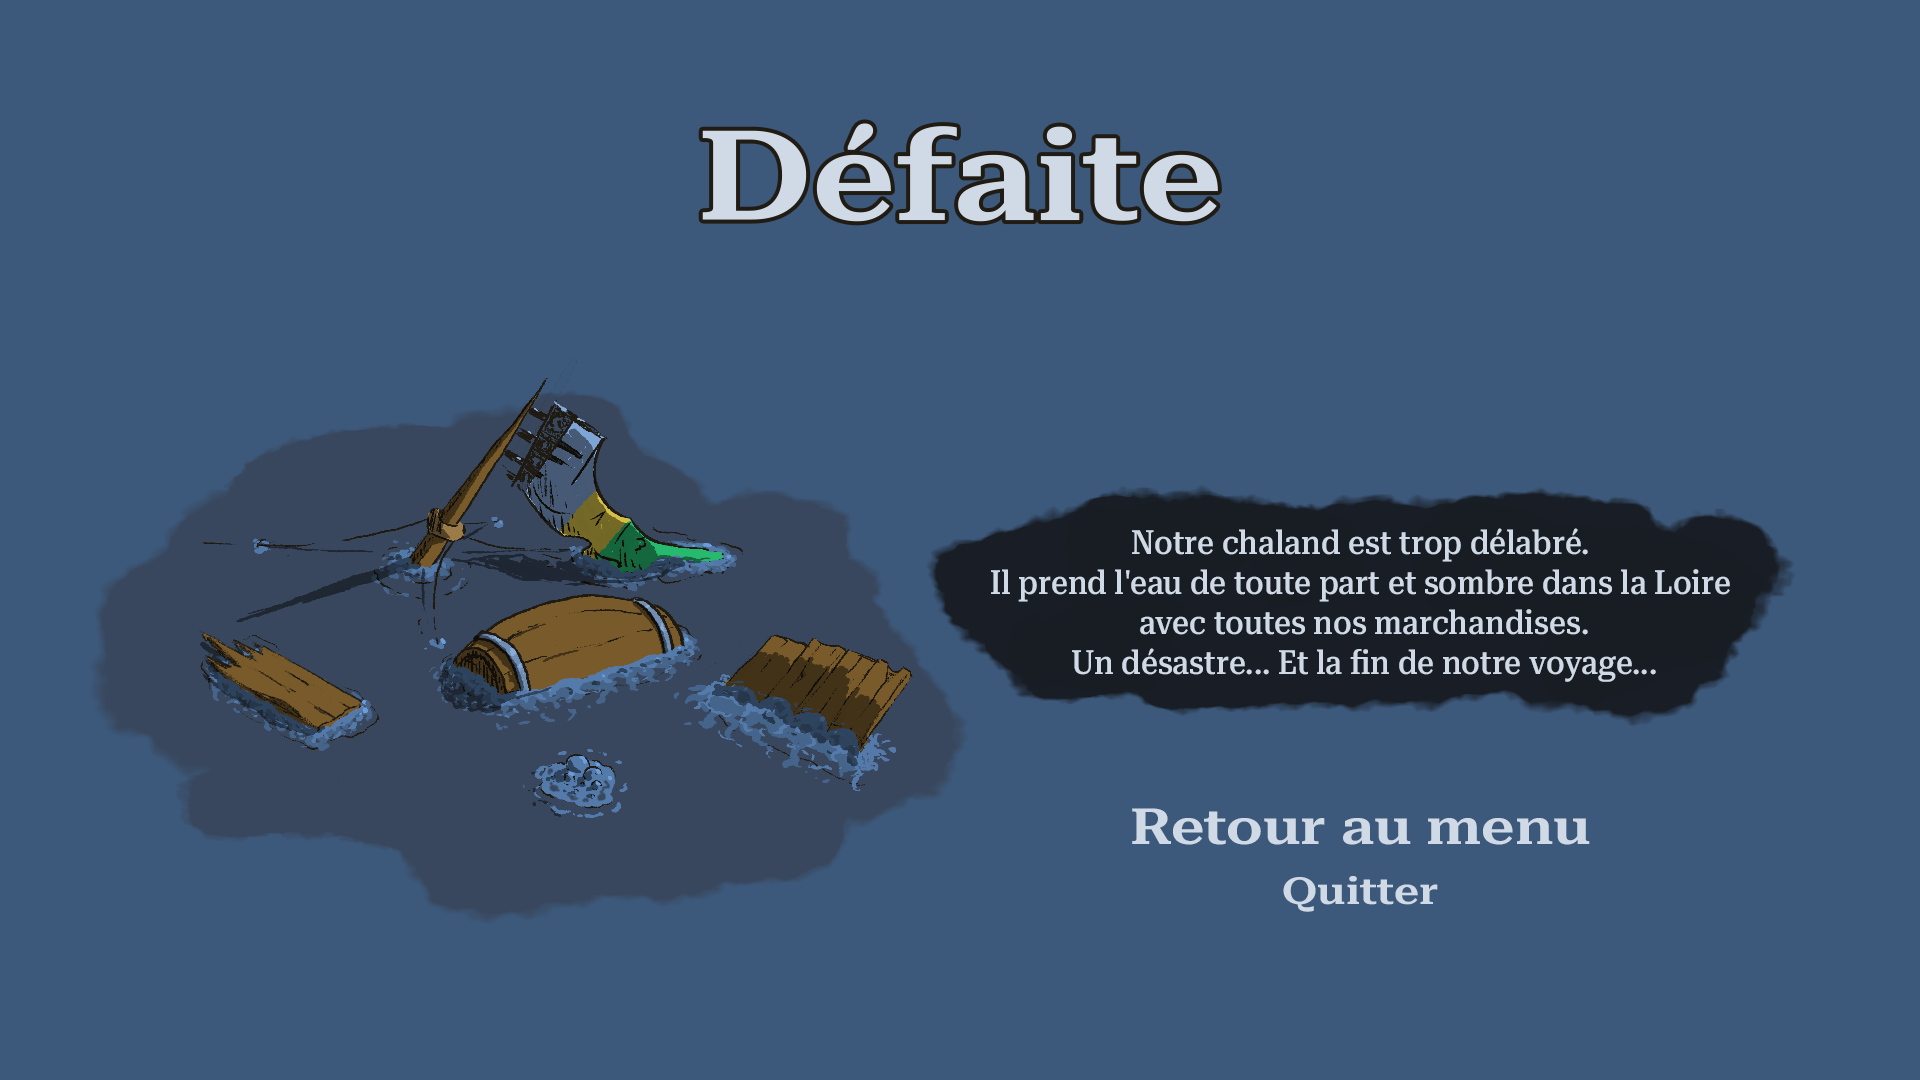 Défaite
Notre chaland est trop délabré.
Il prend l'eau de toute part et sombre dans la Loire
avec toutes nos marchandises.
Un désastre... Et la fin de notre voyage...
Retour au menu
Quitter